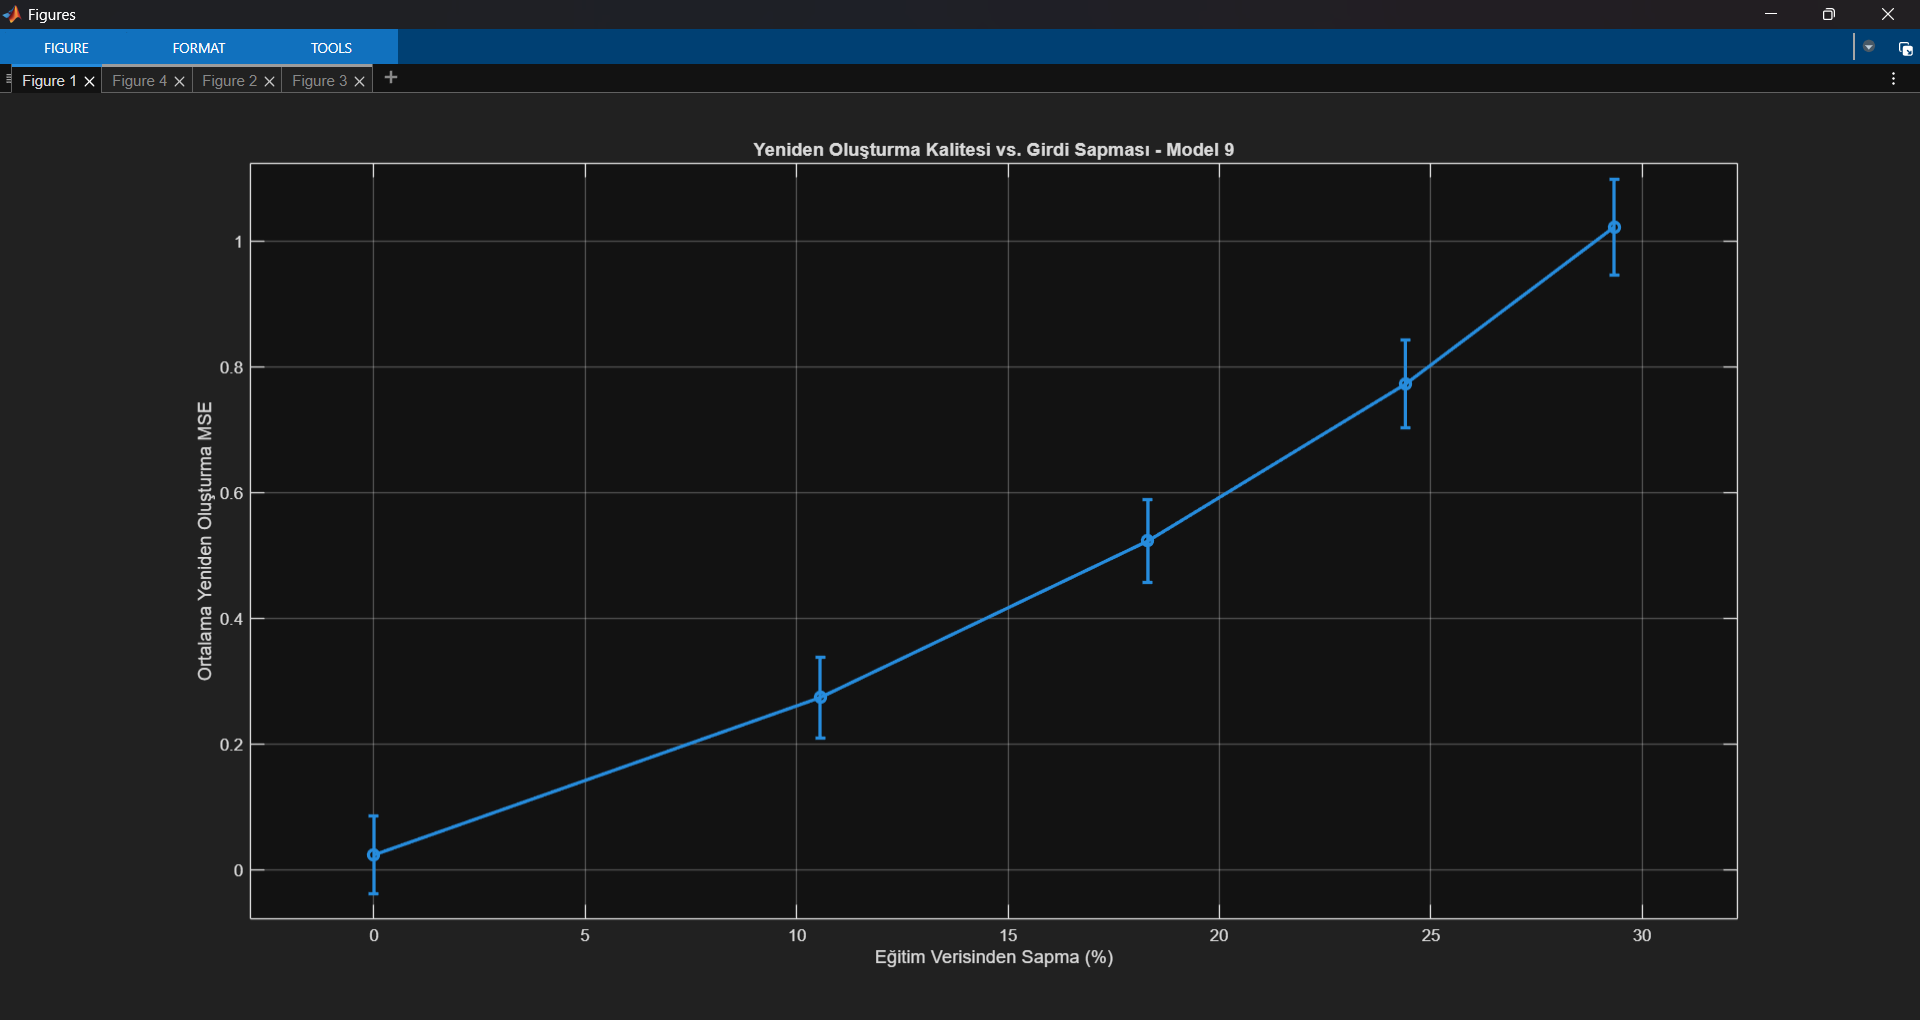 Figures
FIGURE FORMAT TOOLS
Figure 1 Figure 4 Figure 2 Figure 3
Yeniden Oluşturma Kalitesi vs. Girdi Sapması - Model 9
1
0.8
0.6
0.4
0.2
0
Ortalama Yeniden Oluşturma MSE
0 5 10 15 20 25 30
Eğitim Verisinden Sapma (%)